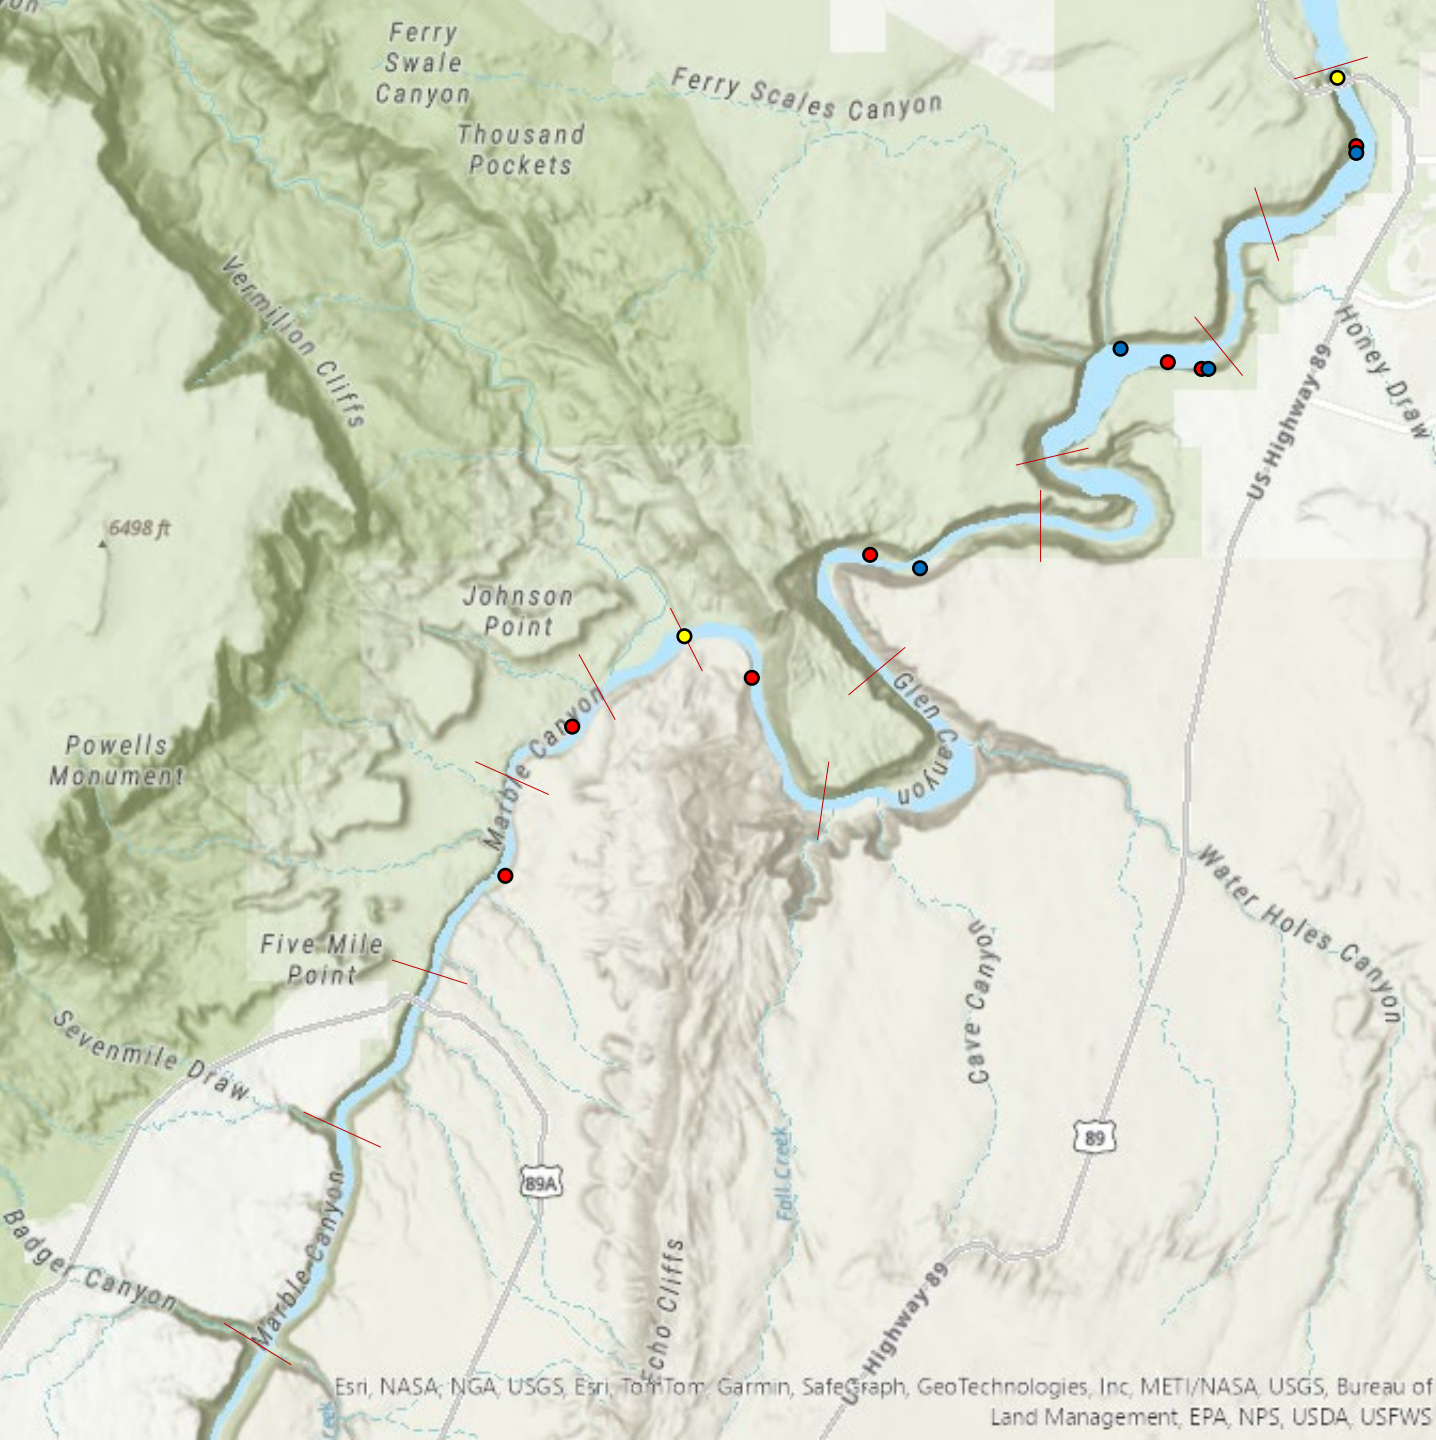 Ferry
Swale
Canyon
Ferry Scales Canyon
Thousand
Pockets
Vermilion Cliffs
Honey Draw
US Highway 89
6498 ft
Johnson
Point
Glen Canyon
Marble Canyon
Powells
Monument
Water Holes Canyon
Five Mile
Point
Cave Canyon
Sevenmile Draw
89
Fall Creek
89A
Marble Canyon
Badger Canyon
Echo Cliffs
US Highway 89
Esri, NASA, NGA, USGS, Esri, TomTom, Garmin, SafeGraph, GeoTechnologies, Inc, METI/NASA, USGS, Bureau of
Land Management, EPA, NPS, USDA, USFWS